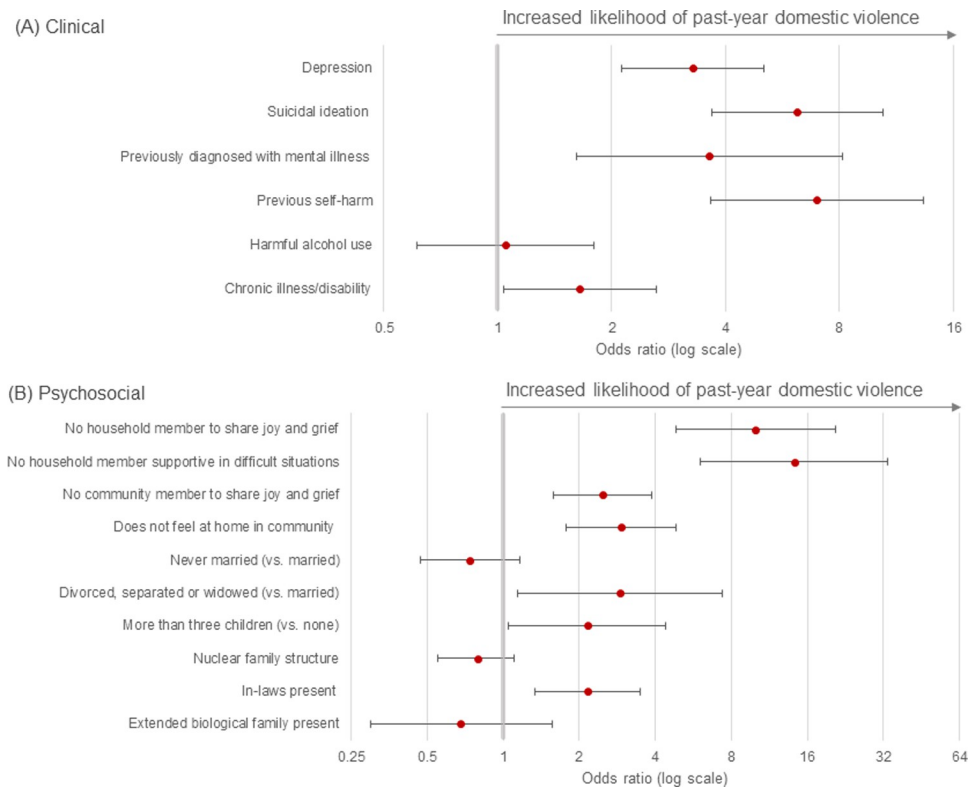 (A) Clinical
Increased likelihood of past-year domestic violence
Depression
Suicidal ideation
Previously diagnosed with mental illness
Previous self-harm
Harmful alcohol use
Chronic illness/disability
0.5 1 2 4 8 16
Odds ratio (log scale)
(B) Psychosocial
Increased likelihood of past-year domestic violence
No household member to share joy and grief
No household member supportive in difficult situations
No community member to share joy and grief
Does not feel at home in community
Never married (vs. married)
Divorced, separated or widowed (vs. married)
More than three children (vs. none)
Nuclear family structure
In-laws present
Extended biological family present
0.25 0.5 1 2 4 8 16 32 64
Odds ratio (log scale)